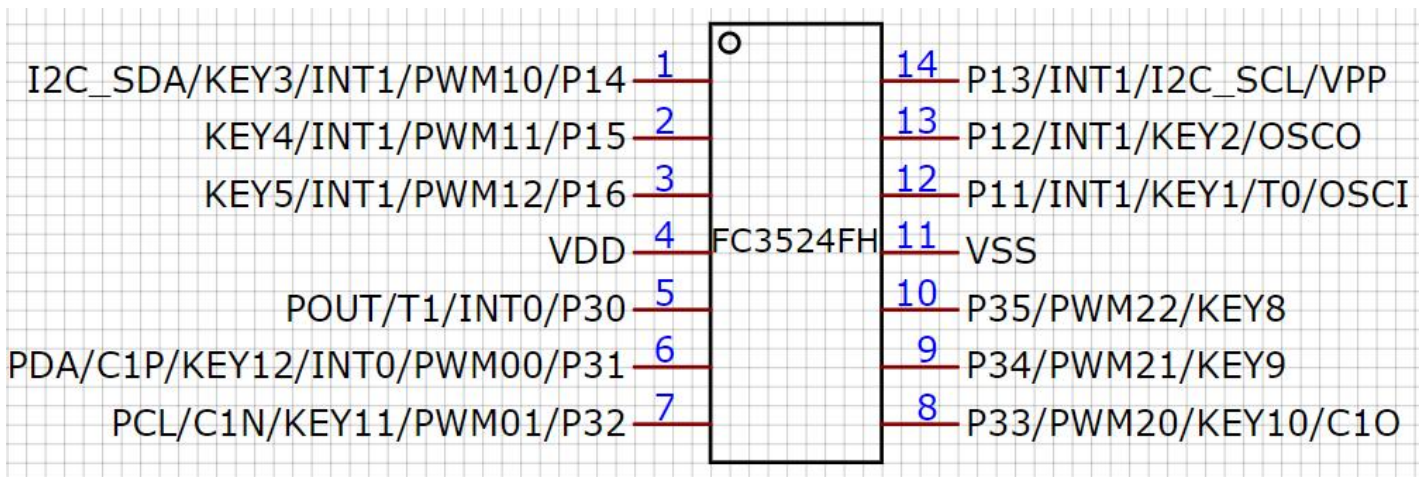 I2C_SDA/KEY3/INT1/PWM10/P14 1 14 P13/INT1/I2C_SCL/VPP
KEY4/INT1/PWM11/P15 2 13 P12/INT1/KEY2/OSCO
KEY5/INT1/PWM12/P16 3 12 P11/INT1/KEY1/T0/OSCI
VDD 4 FC3524FH 11 VSS
POUT/T1/INT0/P30 5 10 P35/PWM22/KEY8
PDA/C1P/KEY12/INT0/PWM00/P31 6 9 P34/PWM21/KEY9
PCL/C1N/KEY11/PWM01/P32 7 8 P33/PWM20/KEY10/C1O